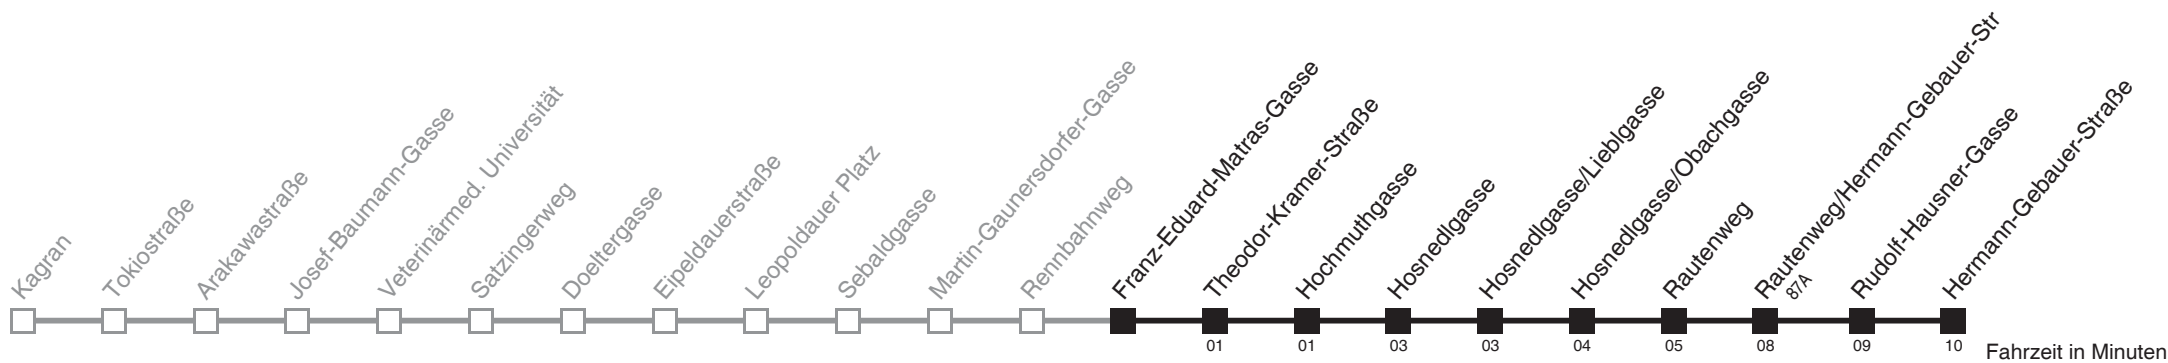 Kagran
Tokiostraße
Arakawastraße
Josef-Baumann-Gasse
Veterinärmed. Universität
Satzingerweg
Doeltergasse
Eipeldauerstraße
Leopoldauer Platz
Sebaldgasse
Martin-Gaunersdorfer-Gasse
Rennbahnweg
Franz-Eduard-Matras-Gasse
Theodor-Kramer-Straße
Hochmuthgasse
Hosnedlgasse
Hosnedlgasse/Lieblgasse
Hosnedlgasse/Obachgasse
Rautenweg
Rautenweg/Hermann-Gebauer-Str
87A
Rudolf-Hausner-Gasse
Hermann-Gebauer-Straße
01 01 03 03 04 05 08 09 10 Fahrzeit in Minuten